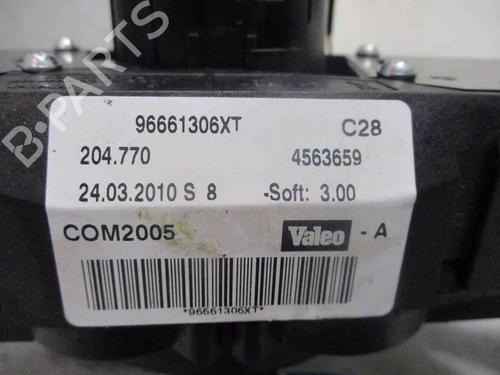 96661306XT C28
204.770 4563659
24.03.2010 S 8 -Soft: 3.00
COM2005 Valeo - A
*96661306XT*
B-PARTS